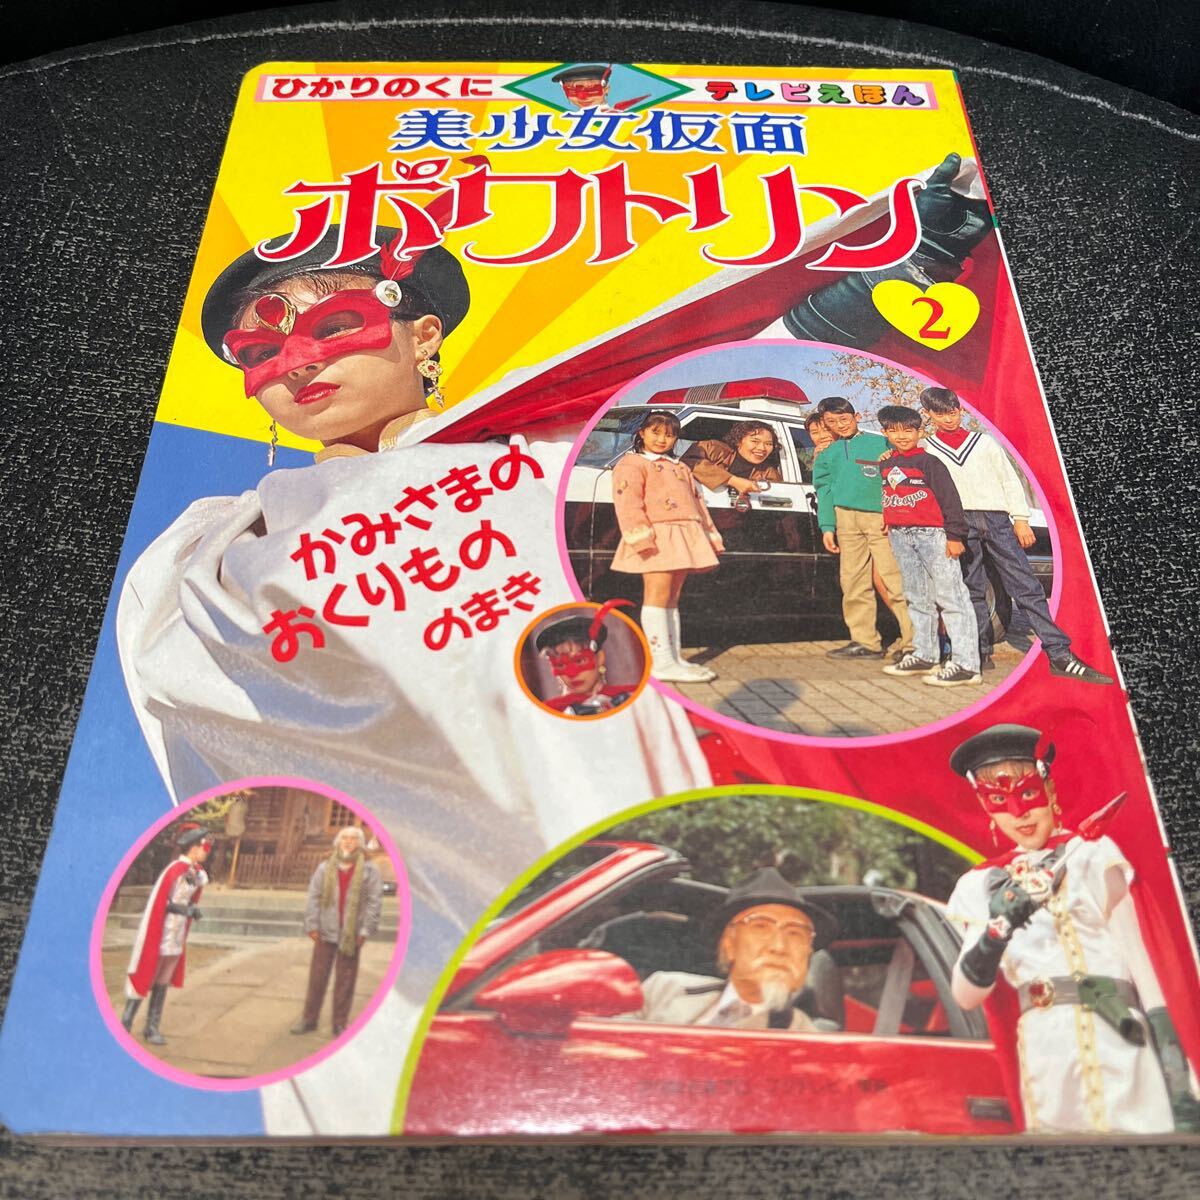 ひかりのくに
テレビえほん
美少女仮面
ポワトリン
2
かみさまの
おくりもの
のまき